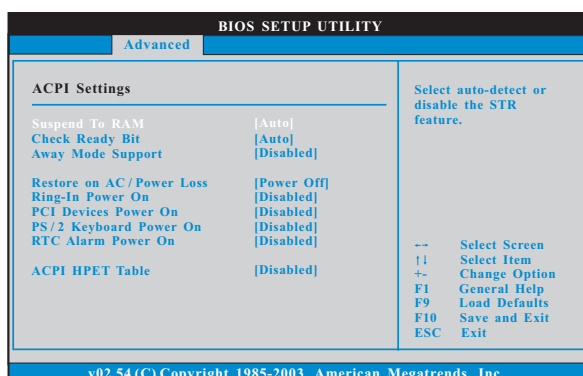 BIOS SETUP UTILITY
Advanced
ACPI Settings
Suspend To RAM [Auto]
Check Ready Bit [Auto]
Away Mode Support [Disabled]
Restore on AC / Power Loss [Power Off]
Ring-In Power On [Disabled]
PCI Devices Power On [Disabled]
PS / 2 Keyboard Power On [Disabled]
RTC Alarm Power On [Disabled]
ACPI HPET Table [Disabled]
Select auto-detect or
disable the STR
feature.
←→ Select Screen
↑↓ Select Item
+- Change Option
F1 General Help
F9 Load Defaults
F10 Save and Exit
ESC Exit
v02.54 (C) Copyright 1985-2003, American Megatrends, Inc.